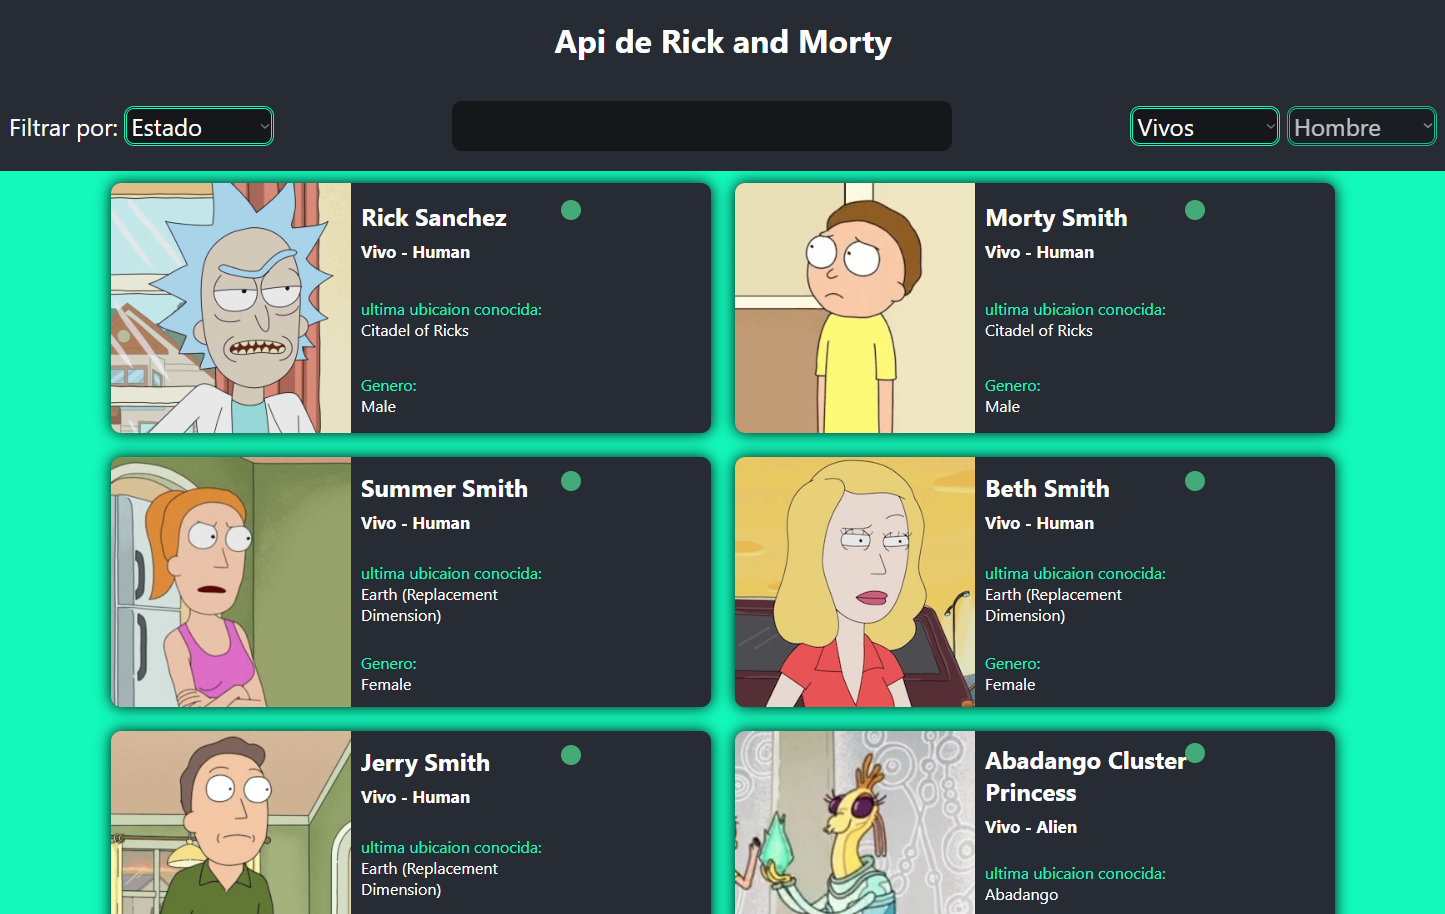 Api de Rick and Morty
Filtrar por: Estado
Vivos
Hombre
Rick Sanchez
Vivo - Human
ultima ubicaion conocida:
Citadel of Ricks
Genero:
Male
Morty Smith
Vivo - Human
ultima ubicaion conocida:
Citadel of Ricks
Genero:
Male
Summer Smith
Vivo - Human
ultima ubicaion conocida:
Earth (Replacement
Dimension)
Genero:
Female
Beth Smith
Vivo - Human
ultima ubicaion conocida:
Earth (Replacement
Dimension)
Genero:
Female
Jerry Smith
Vivo - Human
ultima ubicaion conocida:
Earth (Replacement
Dimension)
Abadango Cluster
Princess
Vivo - Alien
ultima ubicaion conocida:
Abadango